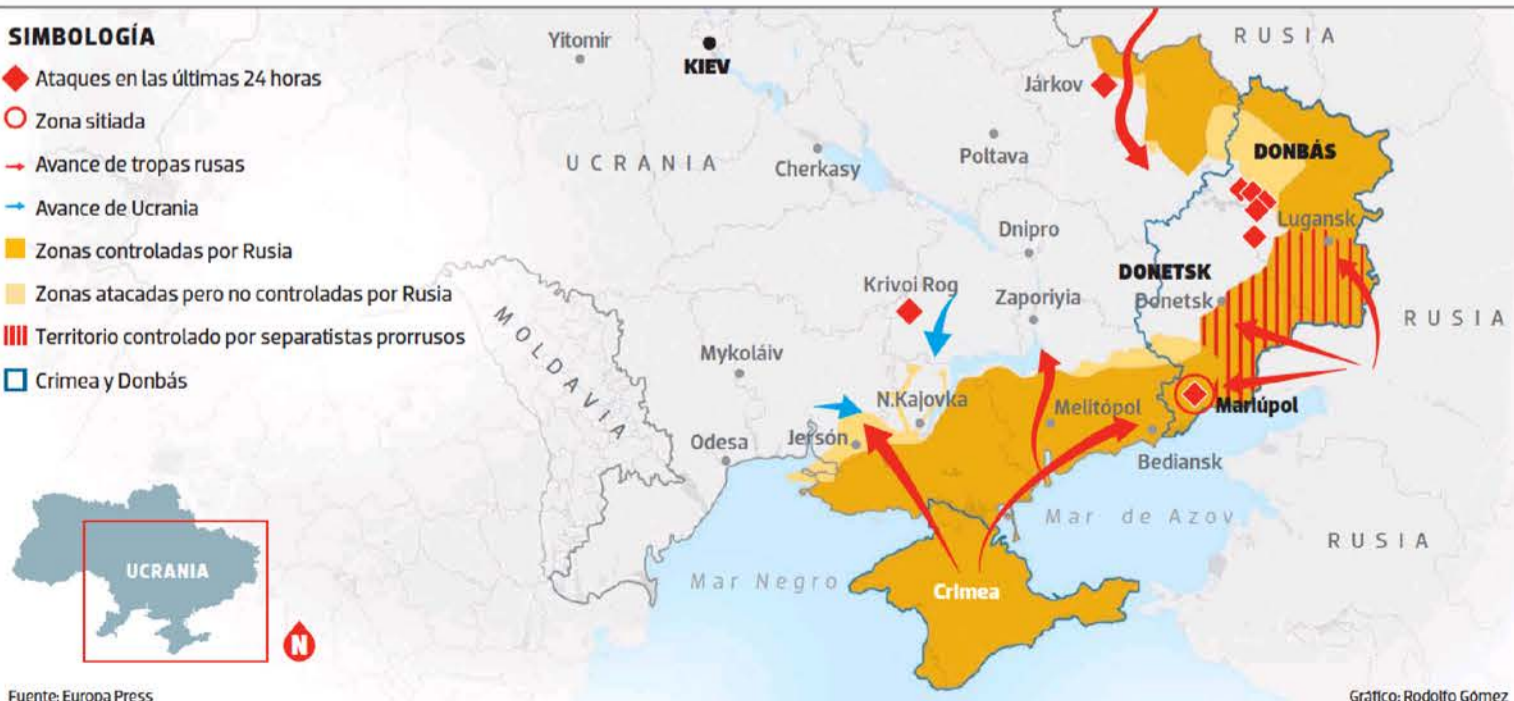 SIMBOLOGÍA
Ataques en las últimas 24 horas
Zona sitiada
Avance de tropas rusas
Avance de Ucrania
Zonas controladas por Rusia
Zonas atacadas pero no controladas por Rusia
Territorio controlado por separatistas prorrusos
Crimea y Donbás
Yitomir
KIEV
RUSIA
Járkov
UCRANIA
Cherkasy
Poltava
DONBÁS
Lugansk
Dnipro
DONETSK
Donetsk
Krivoi Rog
Zaporiyia
RUSIA
MOLDAVIA
Mykoláiv
N.Kajovka
Melitópol
Mariúpol
Odesa
Jersón
Bediansk
Mar de Azov
RUSIA
Mar Negro
Crimea
UCRANIA
N
Fuente: Europa Press
Gráfico: Rodolfo Gómez